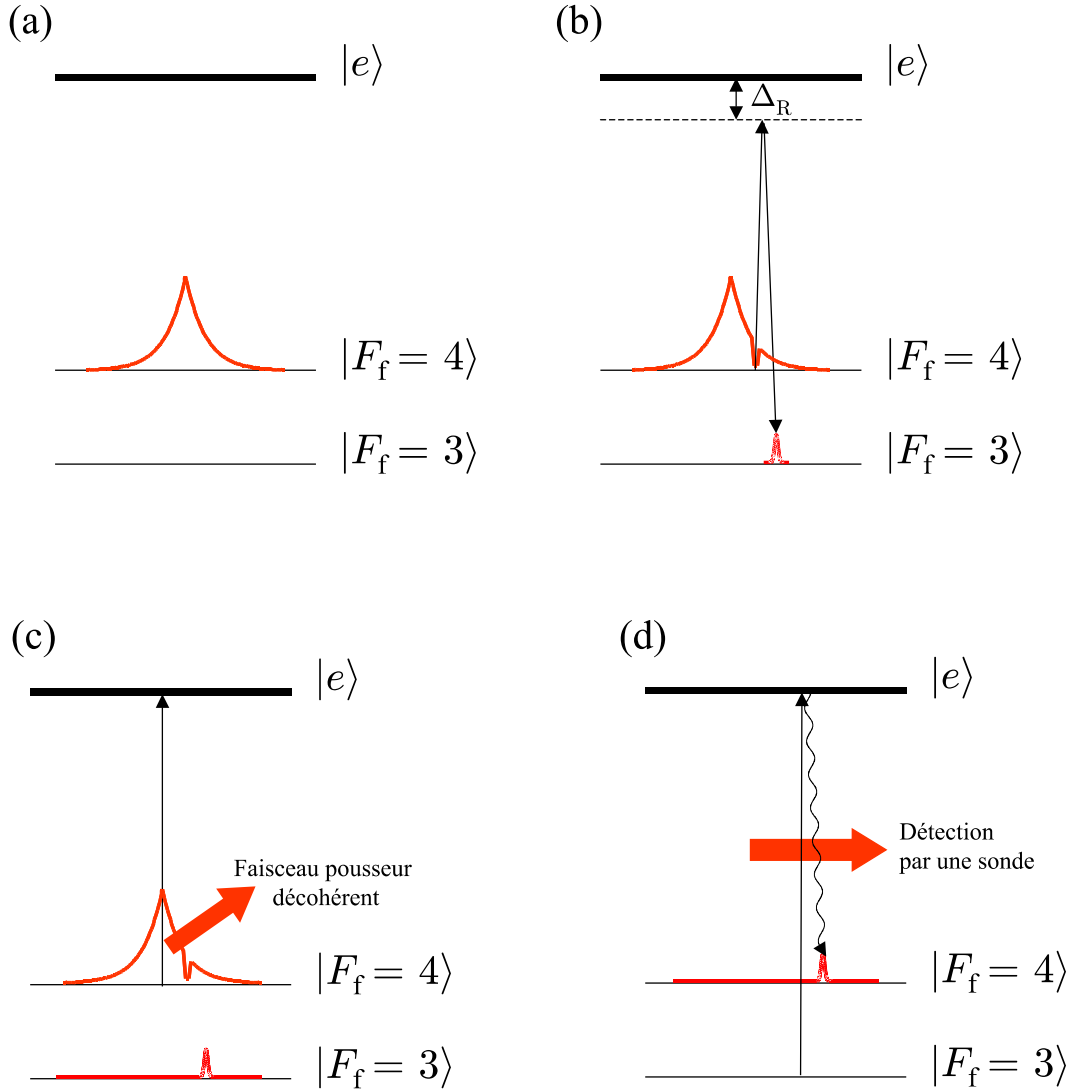 (a)
|e⟩
|F_f = 4⟩
|F_f = 3⟩
(b)
|e⟩
Δ_R
|F_f = 4⟩
|F_f = 3⟩
(c)
|e⟩
Faisceau pousseur
décohérent
|F_f = 4⟩
|F_f = 3⟩
(d)
|e⟩
Détection
par une sonde
|F_f = 4⟩
|F_f = 3⟩